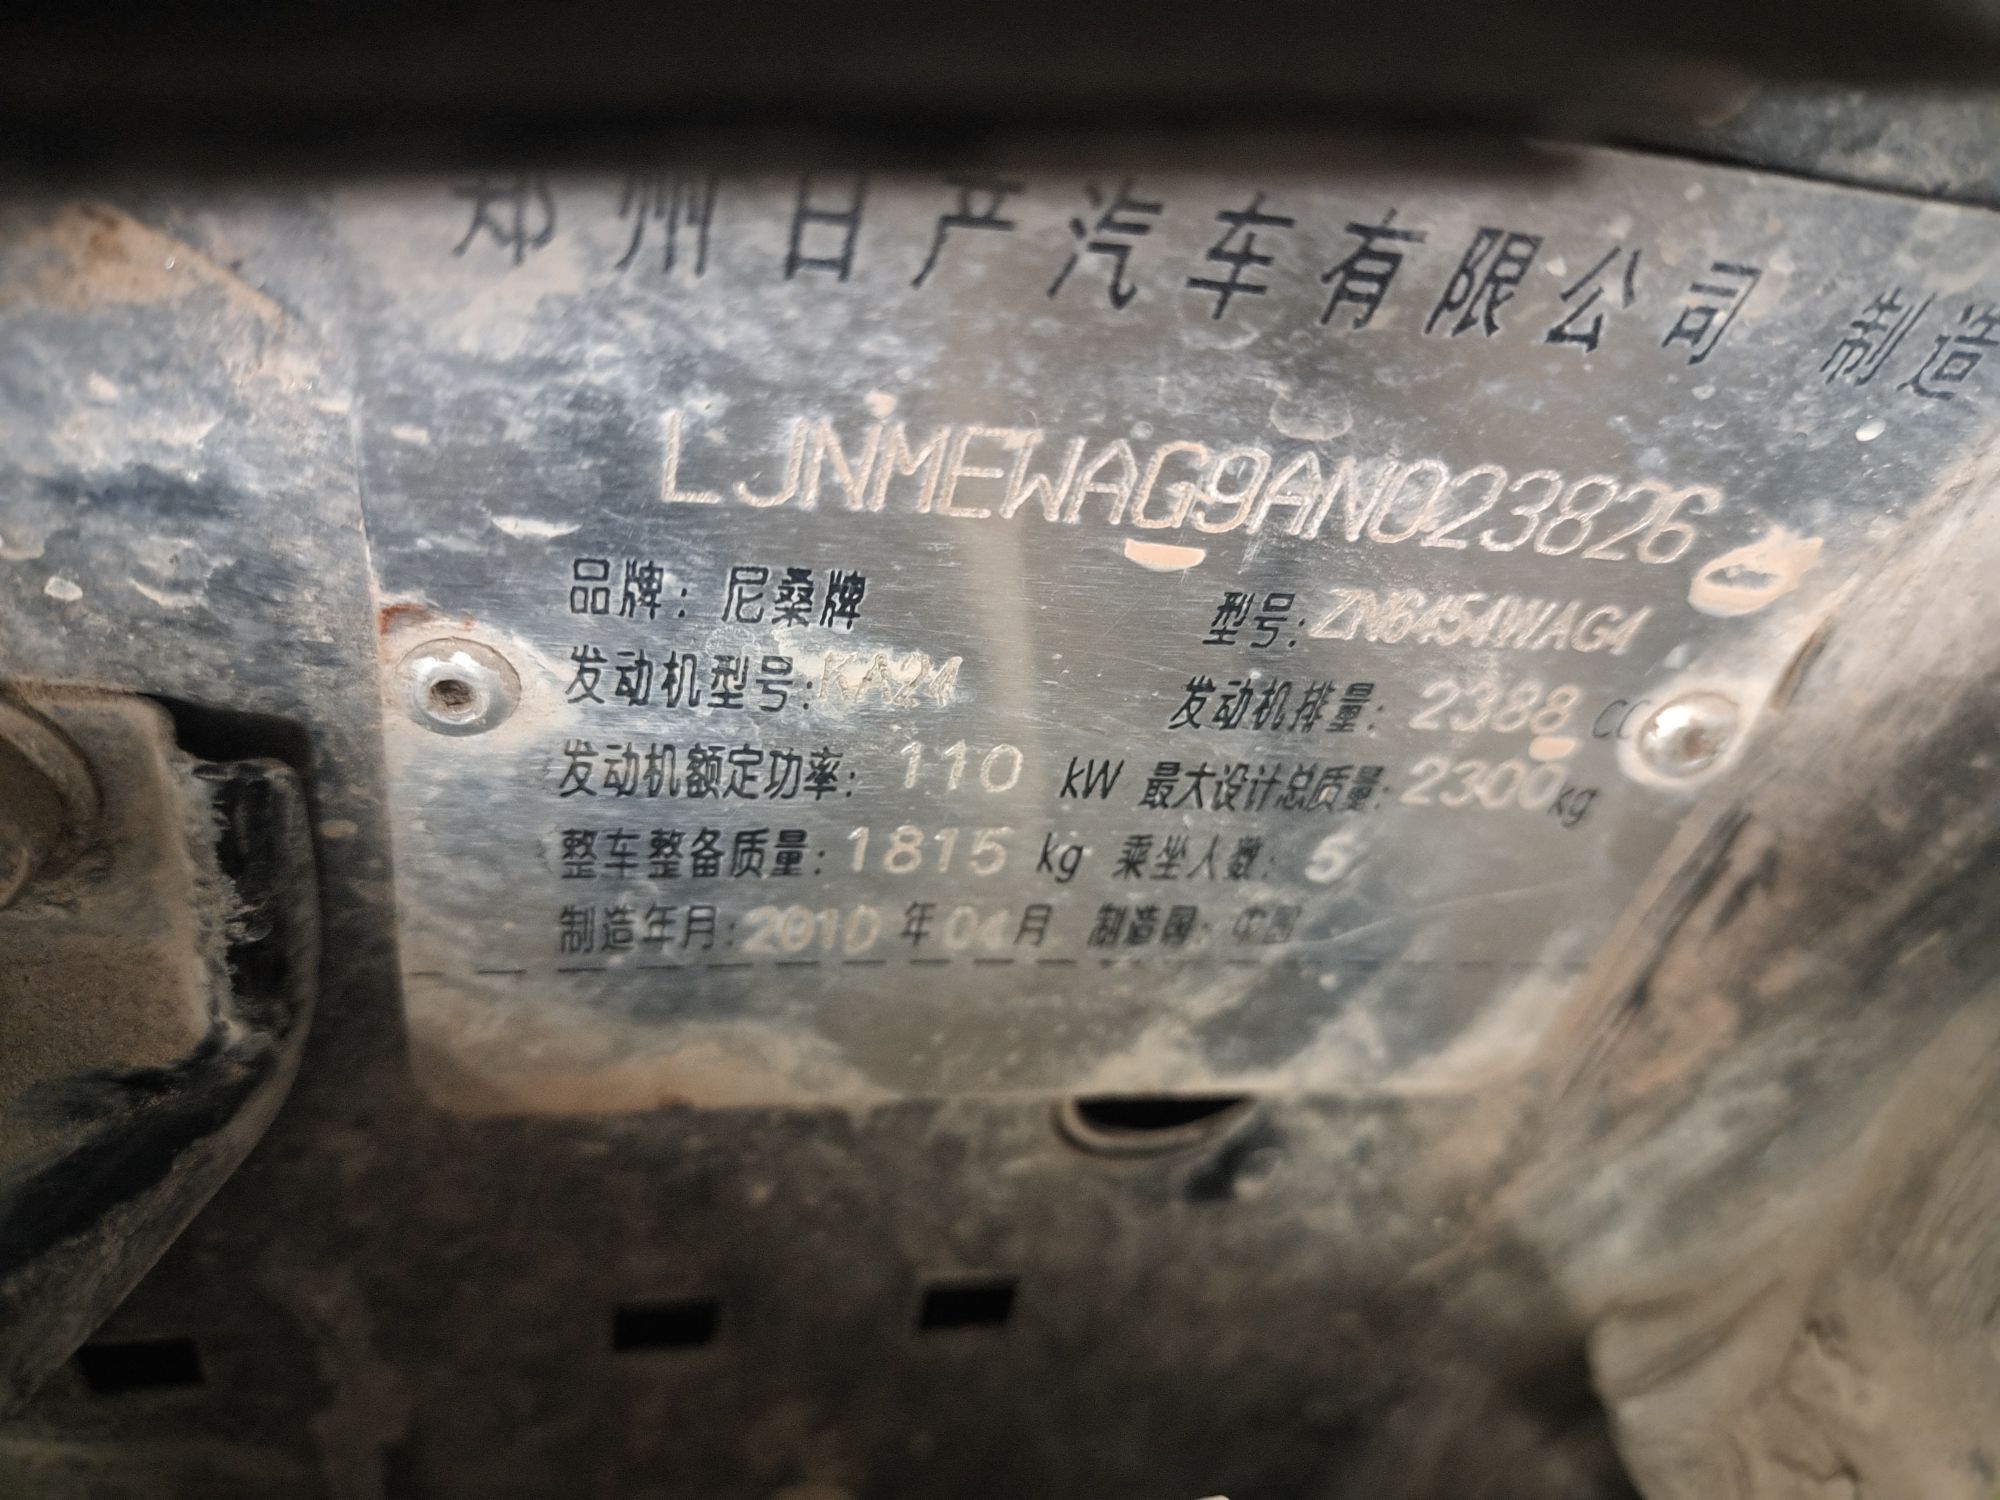 郑州日产汽车有限公司 制造
LJNMEWAG9AN023826
品牌：尼桑牌 型号：ZN6454WAG4
发动机型号：KA24 发动机排量：2388 CC
发动机额定功率：110 kW 最大设计总质量：2300kg
整车整备质量：1815 kg 乘坐人数：5
制造年月：2010 年 04 月 制造国：中国